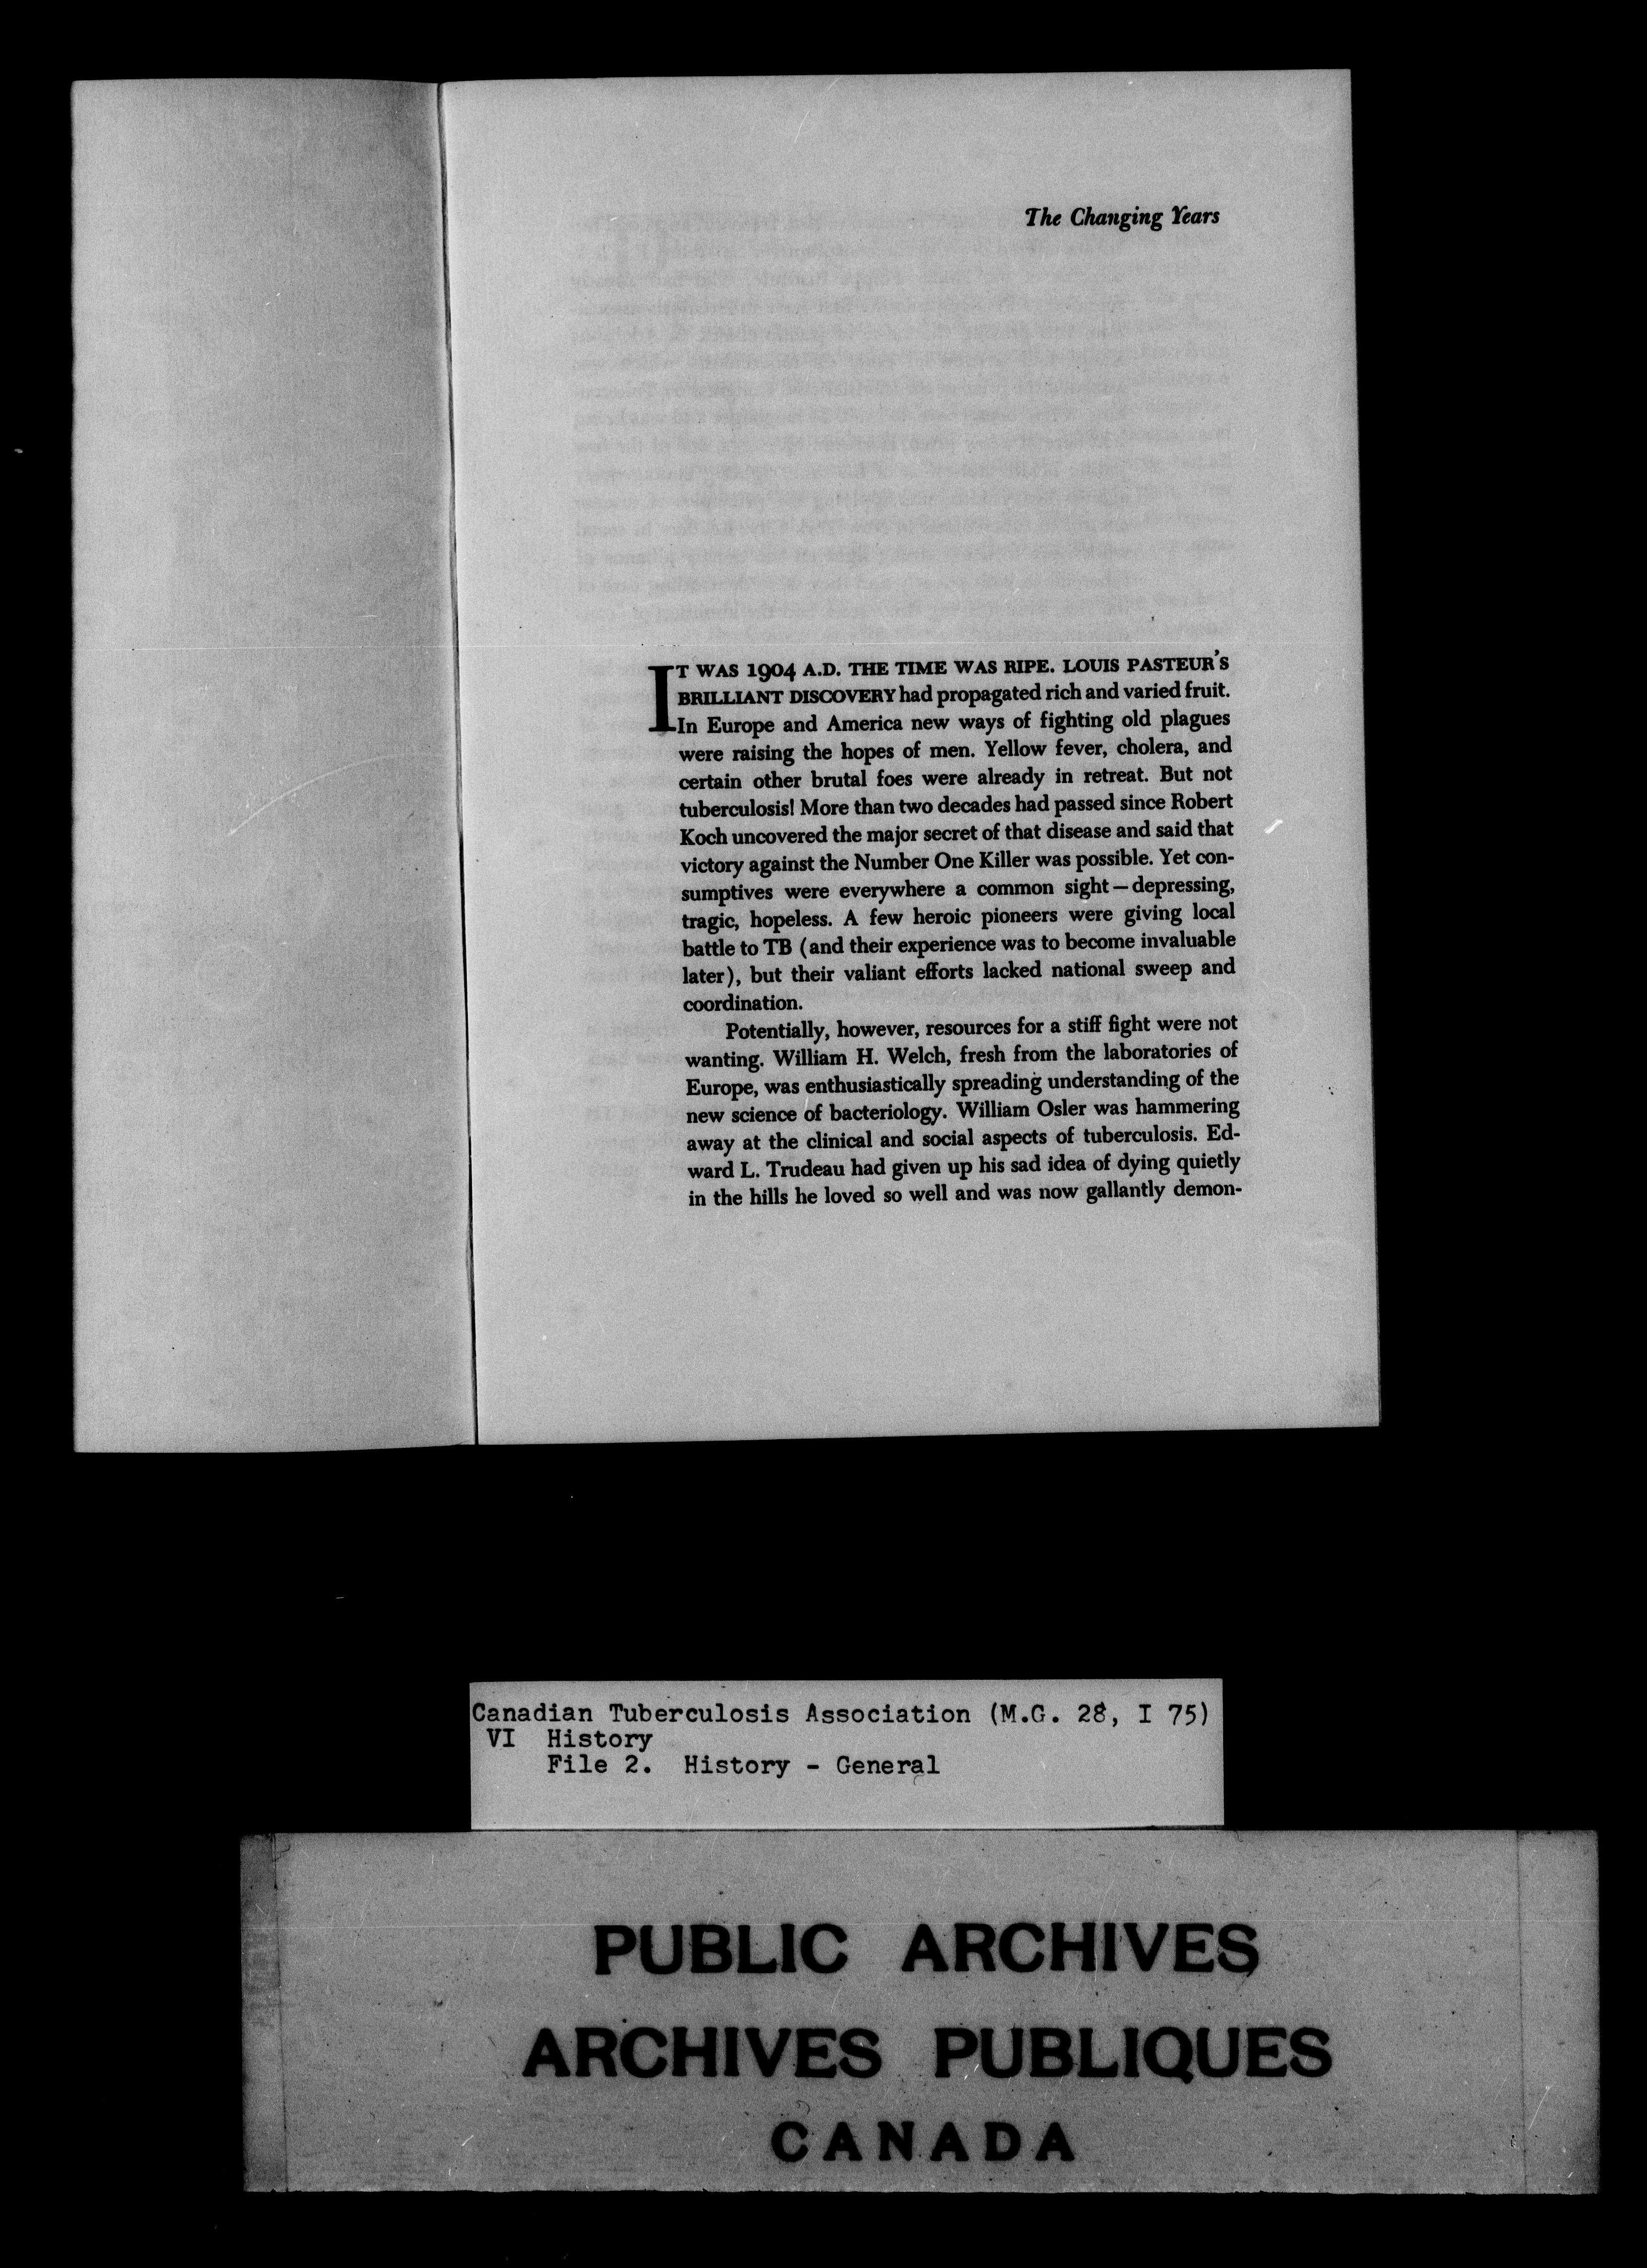 The Changing Years
IT WAS 1904 A.D. THE TIME WAS RIPE. LOUIS PASTEUR'S
BRILLIANT DISCOVERY had propagated rich and varied fruit.
In Europe and America new ways of fighting old plagues
were raising the hopes of men. Yellow fever, cholera, and
certain other brutal foes were already in retreat. But not
tuberculosis! More than two decades had passed since Robert
Koch uncovered the major secret of that disease and said that
victory against the Number One Killer was possible. Yet con-
sumptives were everywhere a common sight — depressing,
tragic, hopeless. A few heroic pioneers were giving local
battle to TB (and their experience was to become invaluable
later), but their valiant efforts lacked national sweep and
coordination.
Potentially, however, resources for a stiff fight were not
wanting. William H. Welch, fresh from the laboratories of
Europe, was enthusiastically spreading understanding of the
new science of bacteriology. William Osler was hammering
away at the clinical and social aspects of tuberculosis. Ed-
ward L. Trudeau had given up his sad idea of dying quietly
in the hills he loved so well and was now gallantly demon-
Canadian Tuberculosis Association (M.G. 28, I 75)
VI History
File 2. History - General
PUBLIC ARCHIVES
ARCHIVES PUBLIQUES
CANADA